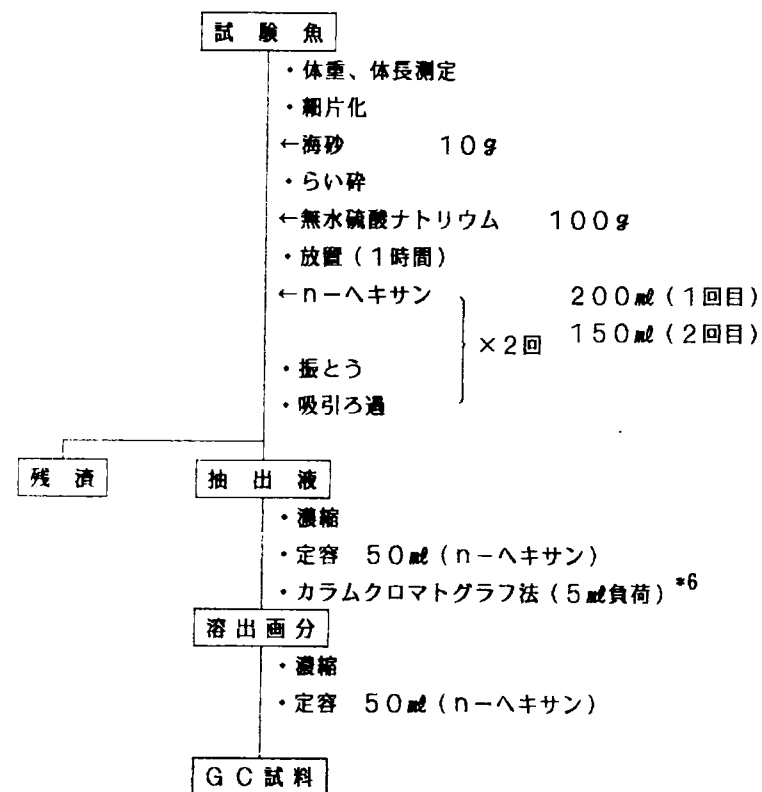 試験魚
・体重、体長測定
・細片化
←海砂 10g
・らい砕
←無水硫酸ナトリウム 100g
・放置(1時間)
←n−ヘキサン 200ml(1回目)
×2回 150ml(2回目)
・振とう
・吸引ろ過
残渣 抽出液
・濃縮
・定容 50ml(n−ヘキサン)
・カラムクロマトグラフ法(5ml負荷)*6
溶出画分
・濃縮
・定容 50ml(n−ヘキサン)
GC試料